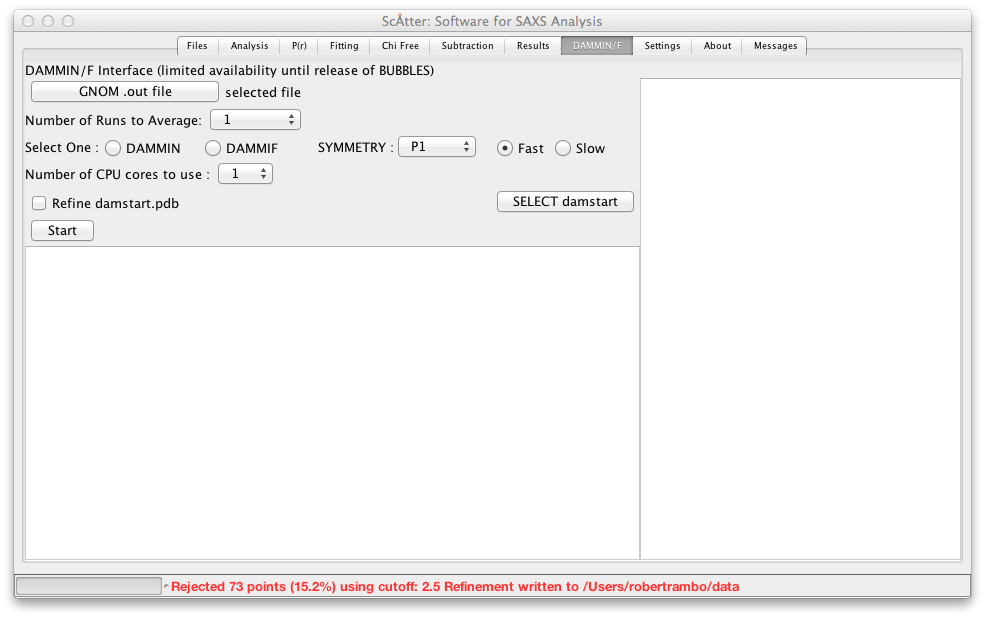 ScÅtter: Software for SAXS Analysis
Files Analysis P(r) Fitting Chi Free Subtraction Results DAMMIN/F Settings About Messages
DAMMIN/F Interface (limited availability until release of BUBBLES)
GNOM .out file selected file
Number of Runs to Average: 1
Select One : DAMMIN DAMMIF SYMMETRY : P1 Fast Slow
Number of CPU cores to use : 1
Refine damstart.pdb SELECT damstart
Start
Rejected 73 points (15.2%) using cutoff: 2.5 Refinement written to /Users/robertrambo/data